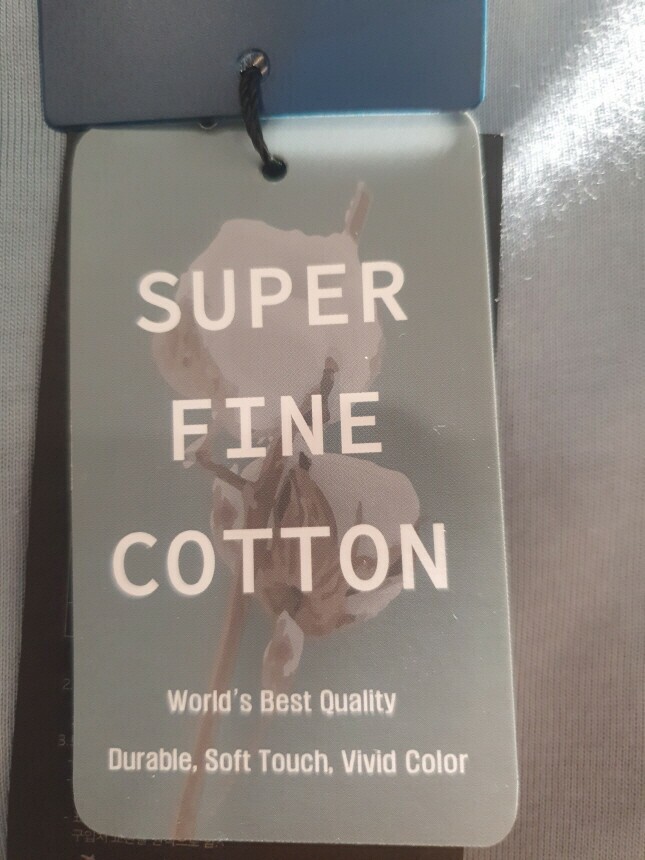 SUPER
FINE
COTTON
World's Best Quality
Durable, Soft Touch, Vivid Color